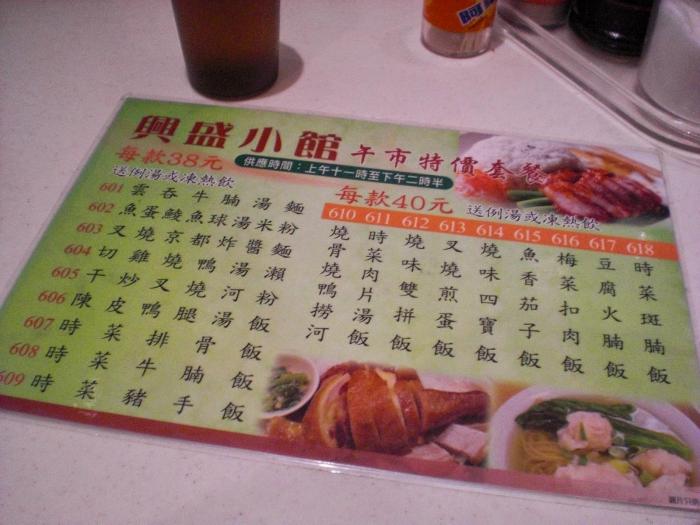 興盛小館 午市特價套餐
供應時間：上午十一時至下午二時半
每款38元
送例湯或凍熱飲
601 雲吞牛腩湯麵
602 魚蛋鯪魚球湯米粉
603 叉燒京都炸醬麵
604 切雞燒鴨湯瀨
605 干炒叉燒河粉
606 陳皮鴨腿湯飯
607 時菜排骨飯
608 時菜牛腩飯
609 時菜豬手飯
每款40元 送例湯或凍熱飲
610 燒骨燒鴨撈河
611 時菜肉片湯飯
612 燒味雙拼飯
613 叉燒煎蛋飯
614 燒味四寶飯
615 魚香茄子飯
616 梅菜扣肉飯
617 豆腐火腩飯
618 時菜斑腩飯